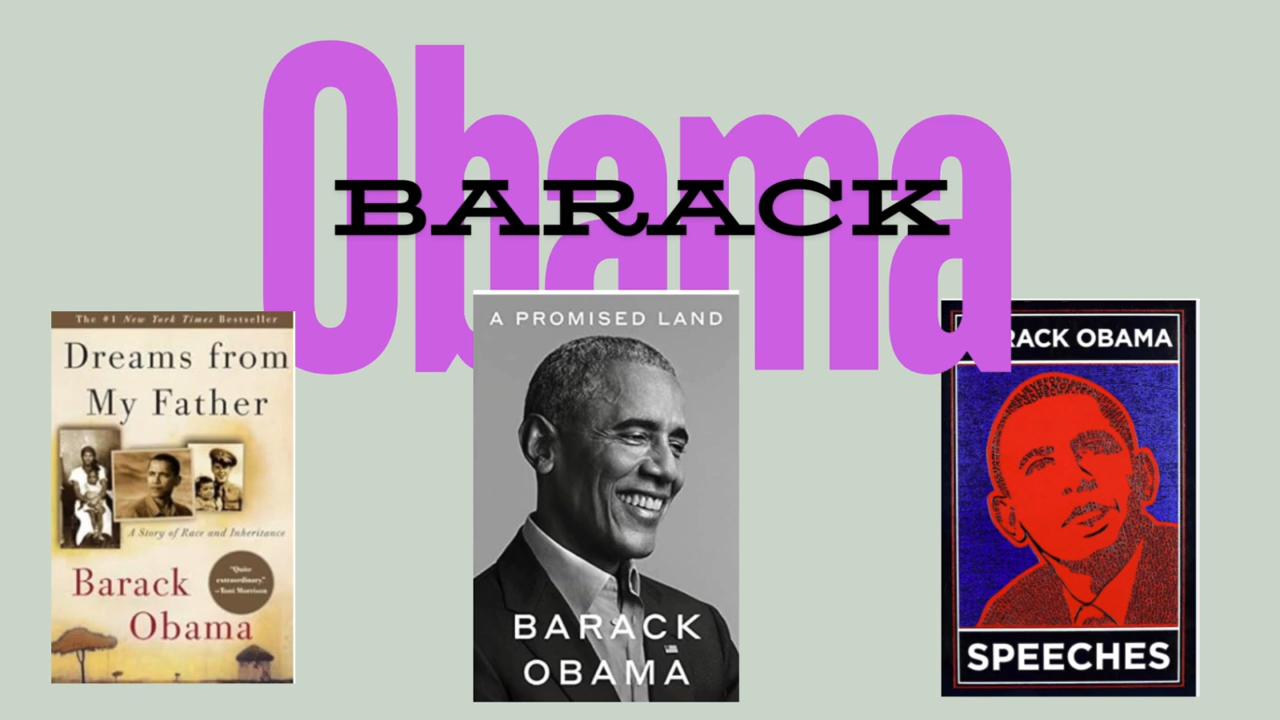 Obama
BARACK
The #1 New York Times Bestseller
Dreams from
My Father
A Story of Race and Inheritance
"Quite
extraordinary."
—Toni Morrison
Barack
Obama
A PROMISED LAND
BARACK
OBAMA
RACK OBAMA
SPEECHES